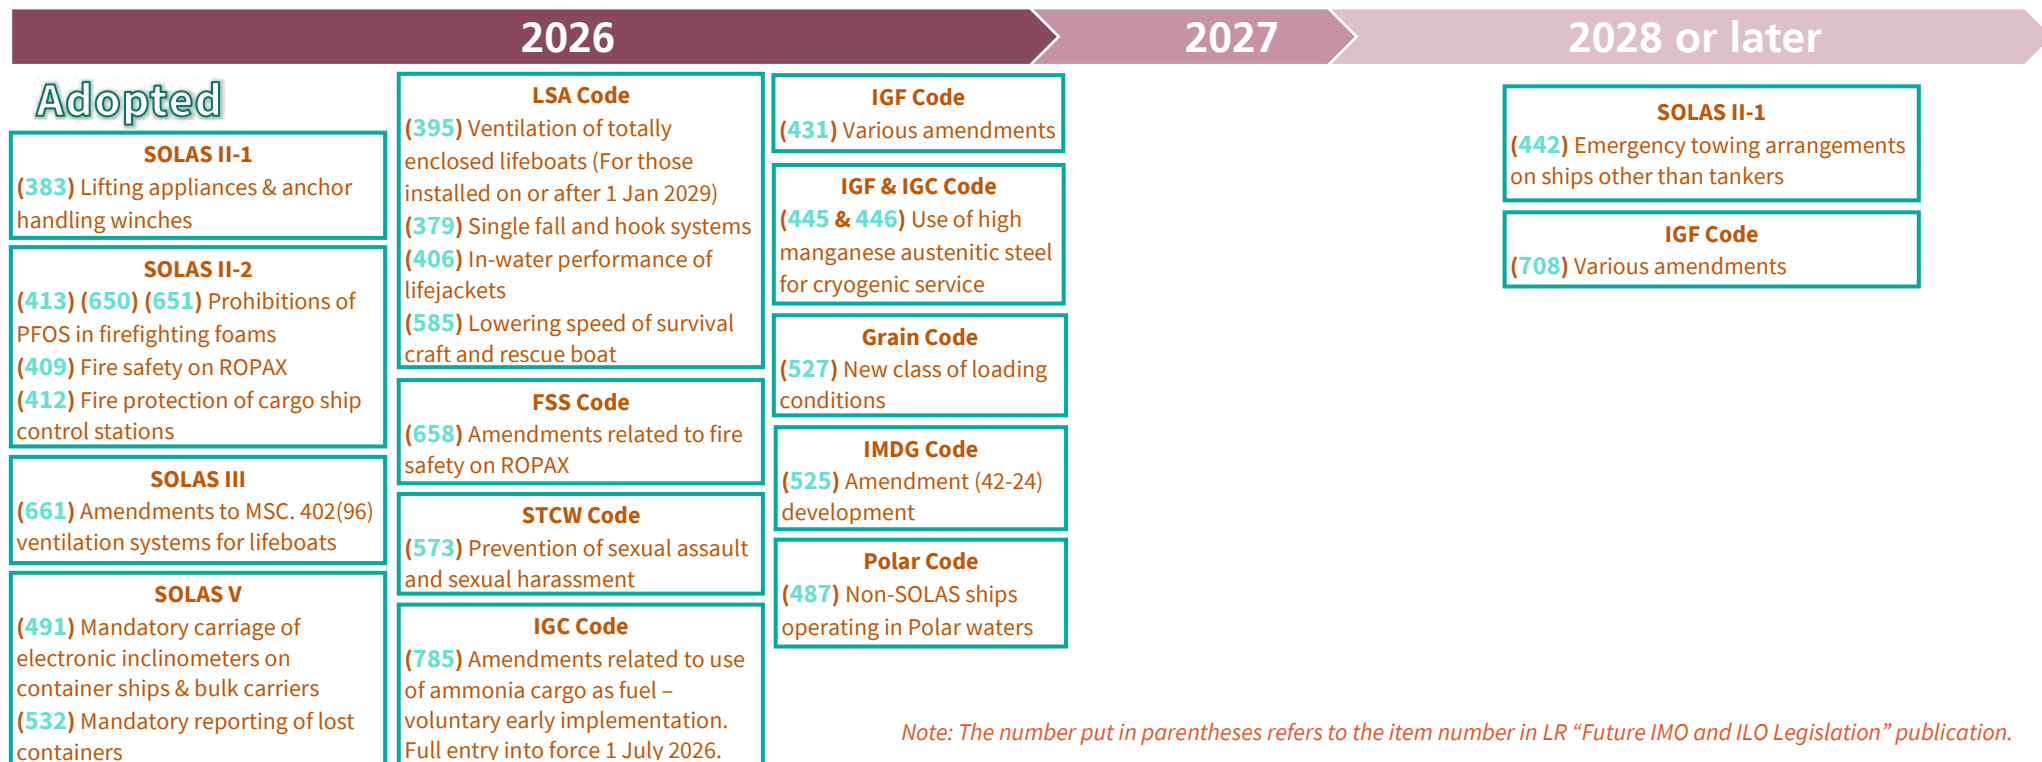 2026
2027
2028 or later
Adopted
SOLAS II-1
(383) Lifting appliances & anchor
handling winches
SOLAS II-2
(413) (650) (651) Prohibitions of
PFOS in firefighting foams
(409) Fire safety on ROPAX
(412) Fire protection of cargo ship
control stations
SOLAS III
(661) Amendments to MSC. 402(96)
ventilation systems for lifeboats
SOLAS V
(491) Mandatory carriage of
electronic inclinometers on
container ships & bulk carriers
(532) Mandatory reporting of lost
containers
LSA Code
(395) Ventilation of totally
enclosed lifeboats (For those
installed on or after 1 Jan 2029)
(379) Single fall and hook systems
(406) In-water performance of
lifejackets
(585) Lowering speed of survival
craft and rescue boat
FSS Code
(658) Amendments related to fire
safety on ROPAX
STCW Code
(573) Prevention of sexual assault
and sexual harassment
IGC Code
(785) Amendments related to use
of ammonia cargo as fuel –
voluntary early implementation.
Full entry into force 1 July 2026.
IGF Code
(431) Various amendments
IGF & IGC Code
(445 & 446) Use of high
manganese austenitic steel
for cryogenic service
Grain Code
(527) New class of loading
conditions
IMDG Code
(525) Amendment (42-24)
development
Polar Code
(487) Non-SOLAS ships
operating in Polar waters
SOLAS II-1
(442) Emergency towing arrangements
on ships other than tankers
IGF Code
(708) Various amendments
Note: The number put in parentheses refers to the item number in LR “Future IMO and ILO Legislation” publication.